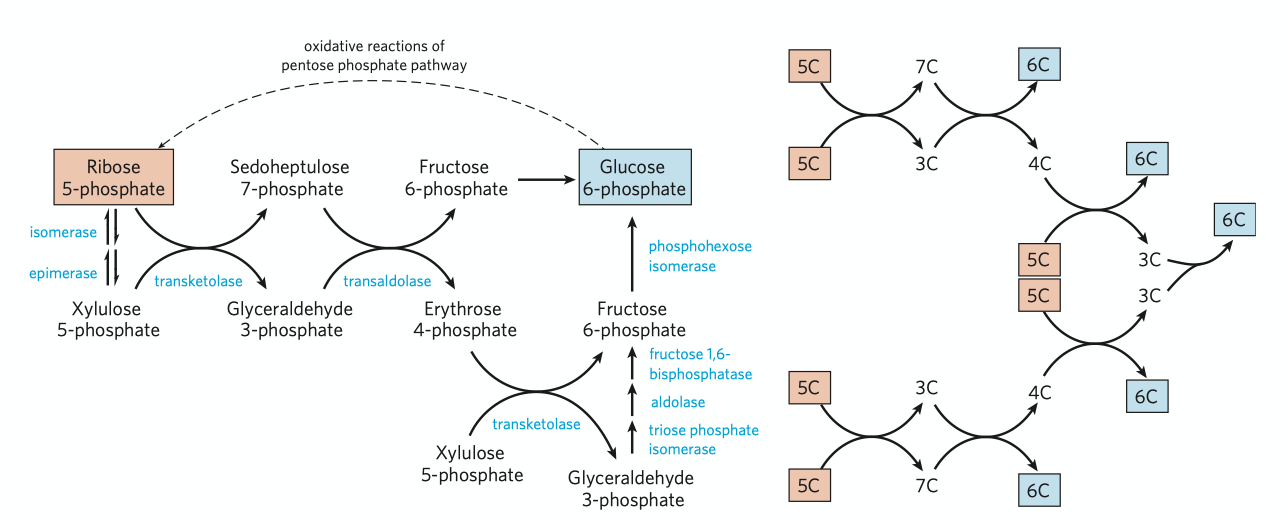 oxidative reactions of
pentose phosphate pathway
Ribose
5-phosphate
Sedoheptulose
7-phosphate
Fructose
6-phosphate
Glucose
6-phosphate
isomerase
epimerase
transketolase
transaldolase
phosphohexose
isomerase
Xylulose
5-phosphate
Glyceraldehyde
3-phosphate
Erythrose
4-phosphate
Fructose
6-phosphate
fructose 1,6-
bisphosphatase
aldolase
triose phosphate
isomerase
transketolase
Xylulose
5-phosphate
Glyceraldehyde
3-phosphate
5C
7C
6C
5C
3C
4C
6C
6C
5C
3C
5C
3C
5C
3C
4C
6C
5C
7C
6C